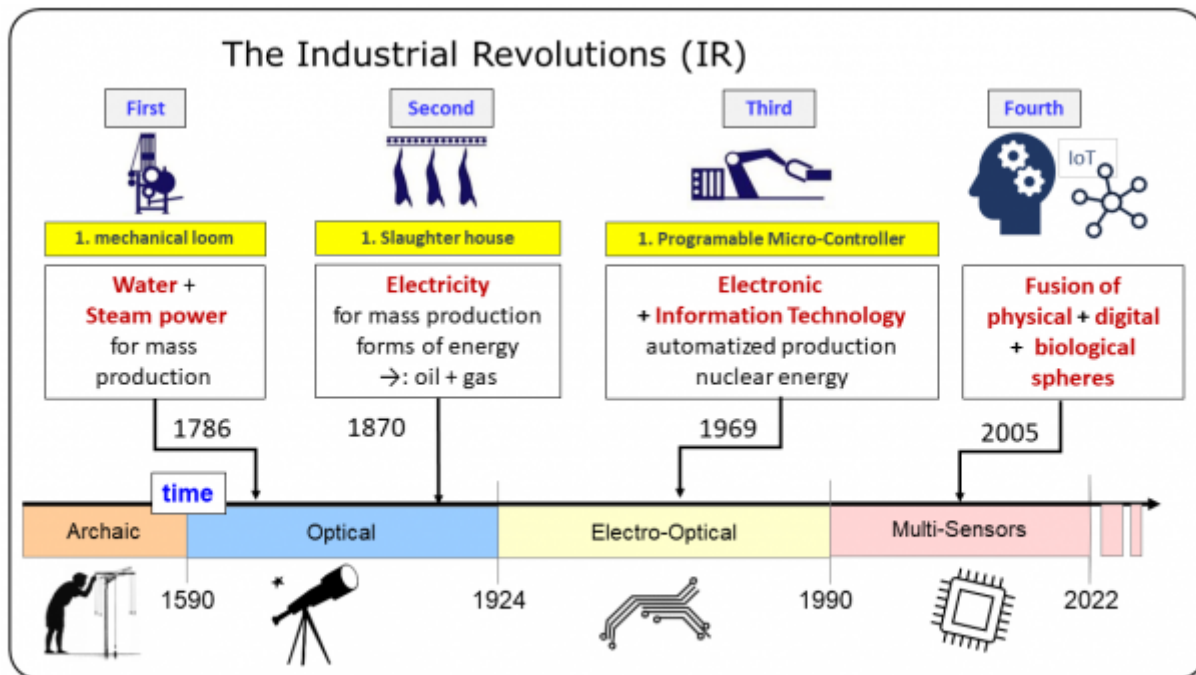 The Industrial Revolutions (IR)
First
Second
Third
Fourth
IoT
1. mechanical loom
1. Slaughter house
1. Programable Micro-Controller
Water +
Steam power
for mass
production
Electricity
for mass production
forms of energy
→: oil + gas
Electronic
+ Information Technology
automatized production
nuclear energy
Fusion of
physical + digital
+ biological
spheres
1786
1870
1969
2005
time
Archaic
Optical
Electro-Optical
Multi-Sensors
1590
1924
1990
2022